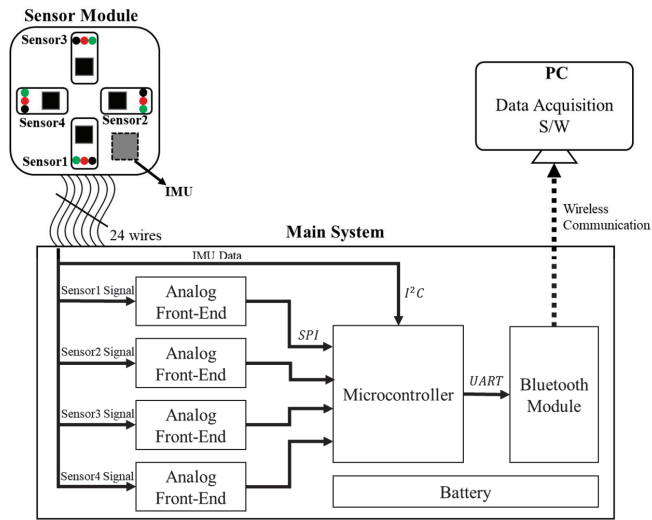 Sensor Module
Sensor3
Sensor4
Sensor2
Sensor1
IMU
24 wires
PC
Data Acquisition
S/W
Wireless
Communication
Main System
IMU Data
I²C
Sensor1 Signal
Analog
Front-End
SPI
Sensor2 Signal
Analog
Front-End
Microcontroller
UART
Bluetooth
Module
Sensor3 Signal
Analog
Front-End
Sensor4 Signal
Analog
Front-End
Battery